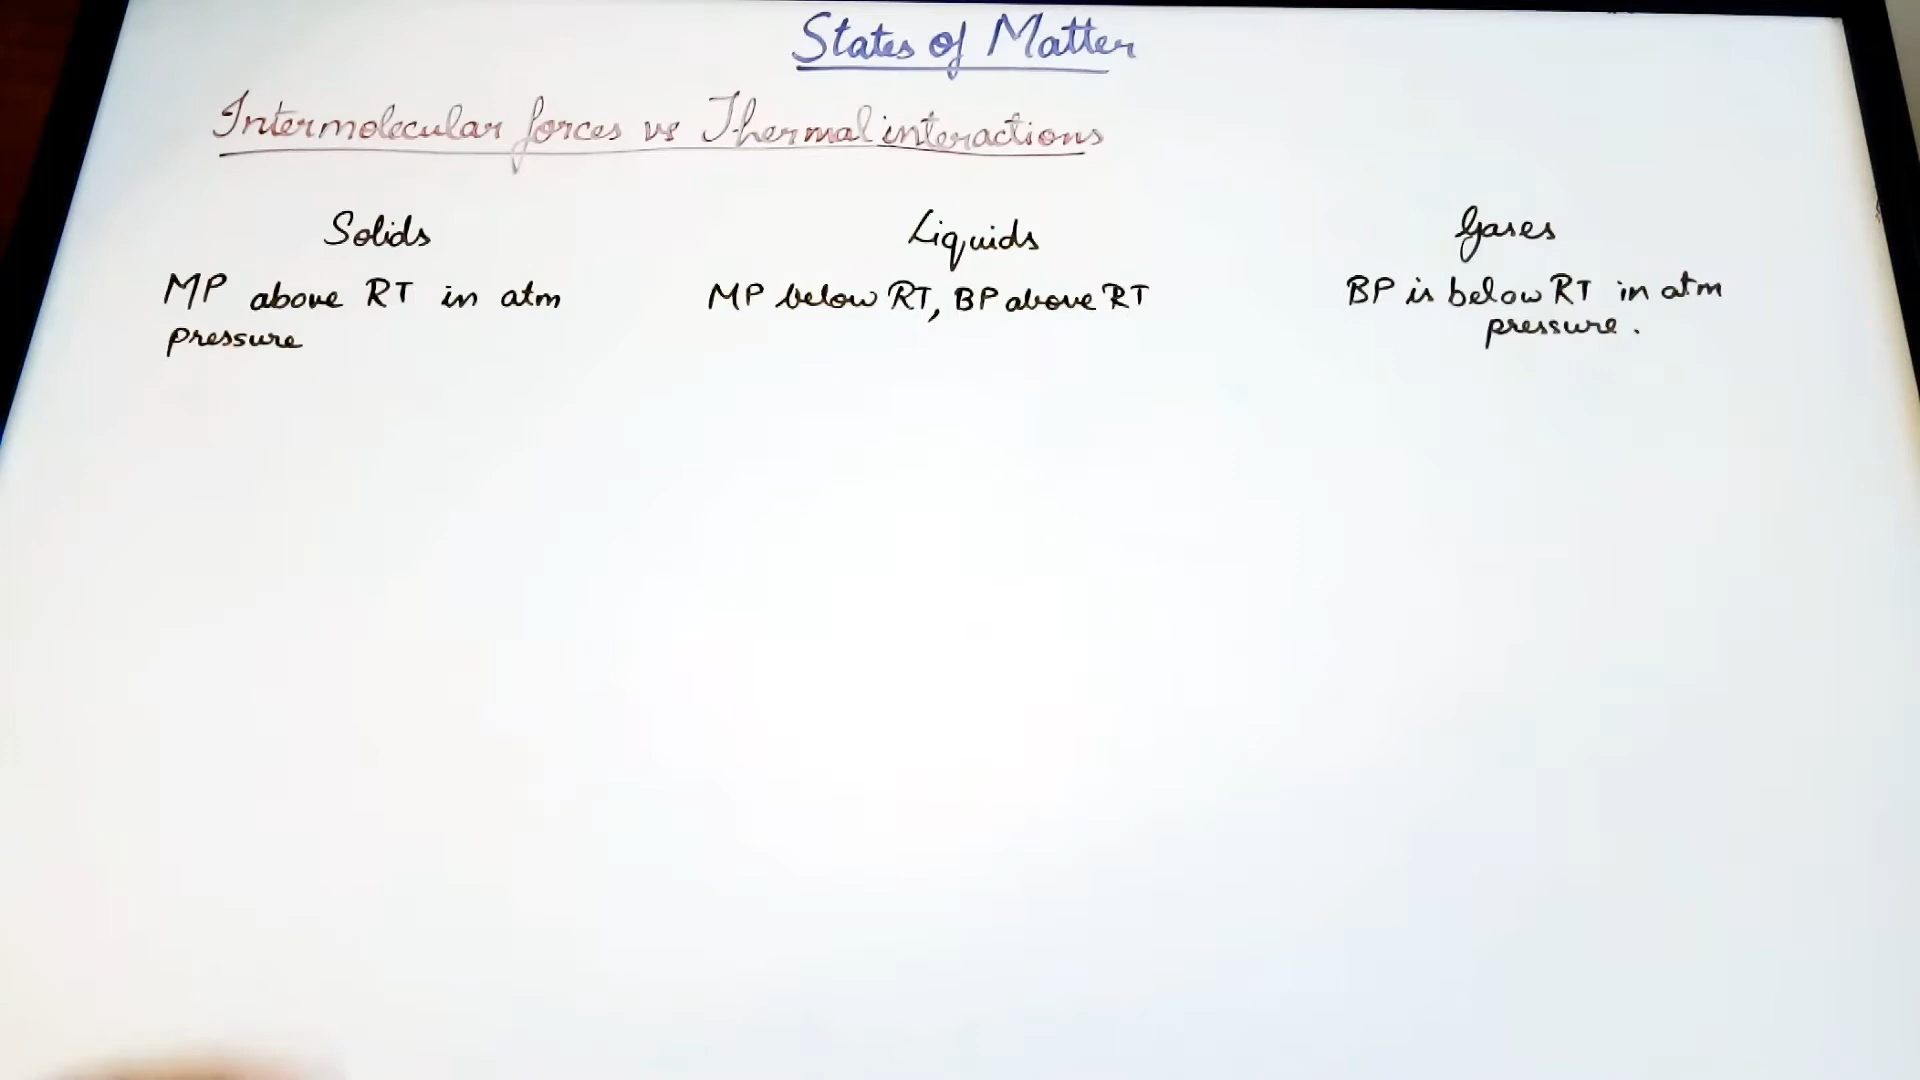 States of Matter
Intermolecular forces vs Thermal interactions
Solids
MP above RT in atm
pressure
Liquids
MP below RT, BP above RT
Gases
BP is below RT in atm
pressure.